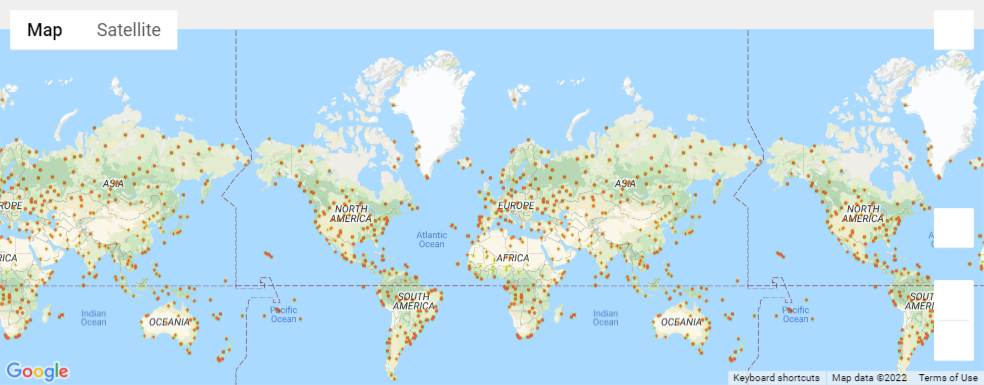 Map Satellite
ASIA
ASIA
ROPE
EUROPE
NORTH
AMERICA
NORTH
AMERICA
Atlantic
Ocean
A
RICA
AFRICA
SOUTH
AMERICA
SOUT
AMERI
Indian
Ocean
OCEANIA
Pacific
Ocean
Indian
Ocean
OCEANIA
Pacific
Ocean
Google
Keyboard shortcuts Map data ©2022 Terms of Use